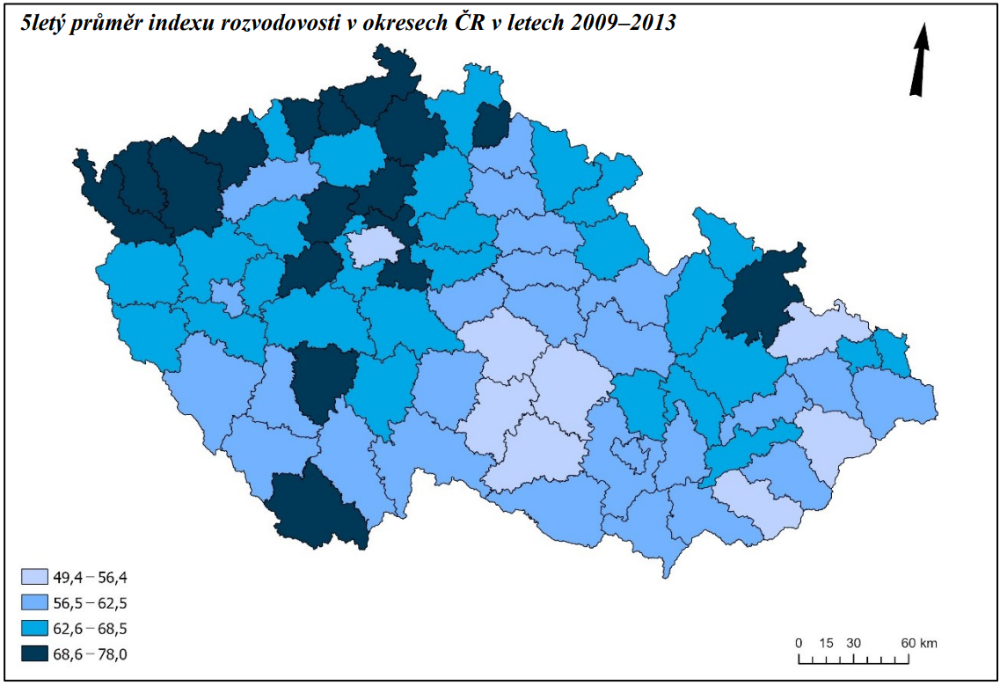 5letý průměr indexu rozvodovosti v okresech ČR v letech 2009–2013
49,4 – 56,4
56,5 – 62,5
62,6 – 68,5
68,6 – 78,0
0 15 30 60 km